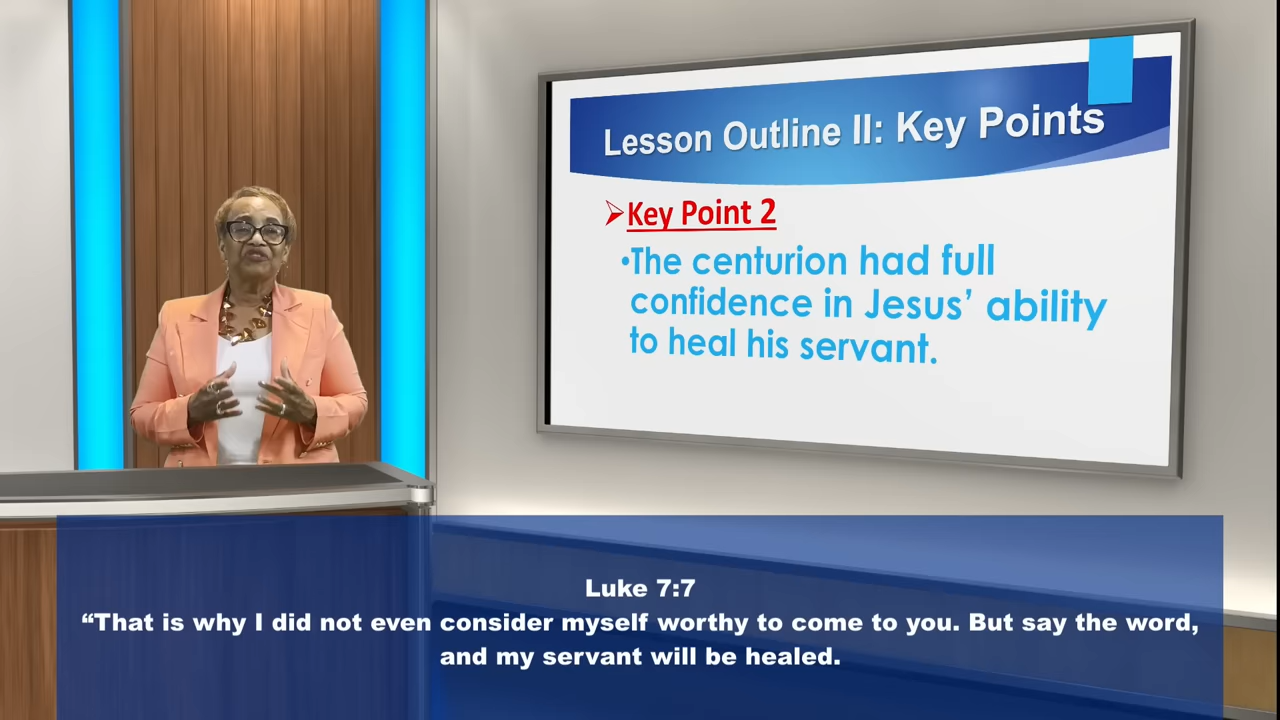 Lesson Outline II: Key Points
➢Key Point 2
•The centurion had full
confidence in Jesus’ ability
to heal his servant.
Luke 7:7
“That is why I did not even consider myself worthy to come to you. But say the word,
and my servant will be healed.